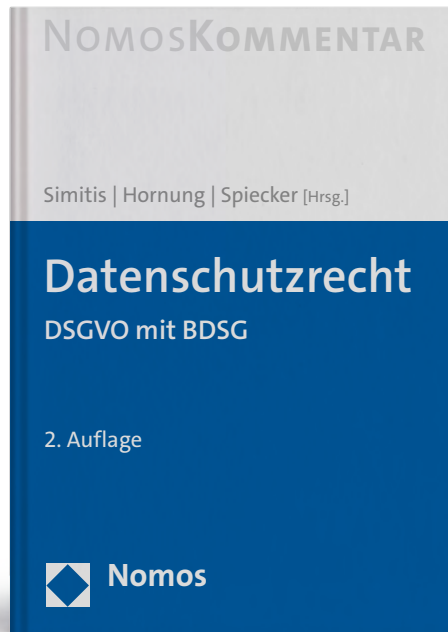 NOMOSKOMMENTAR
Simitis | Hornung | Spiecker [Hrsg.]
Datenschutzrecht
DSGVO mit BDSG
2. Auflage
Nomos